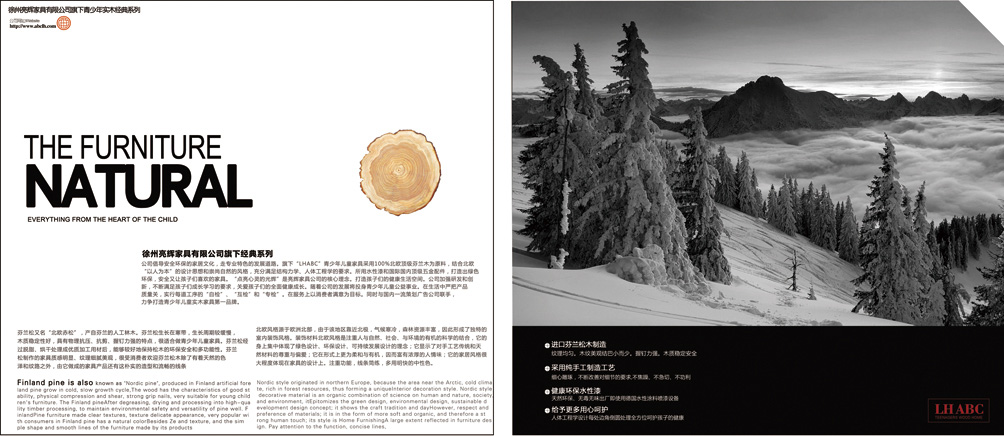 徐州亮辉家具有限公司旗下青少年实木经典系列
http://www.abclh.com
THE FURNITURE
NATURAL
EVERYTHING FROM THE HEART OF THE CHILD
徐州亮辉家具有限公司旗下经典系列
公司倡导安全环保的家居文化，走专业特色的发展道路，旗下“LHABC”青少年儿童家具采用100%北欧顶级芬兰木为原料，结合北欧
“以人为本”的设计思想和崇尚自然的风格，充分满足结构力学、人体工程学的要求。所用水性漆和国际国内顶级五金配件，打造出绿色
环保，安全又让孩子们喜欢的家具。“点亮心灵的光辉”是亮辉家具公司的核心理念，打造孩子们的健康生活空间。公司加强研发和创
新，不断满足孩子们成长学习的要求，关爱孩子们的全面健康成长。随着公司的发展将投身青少年儿童公益事业。在生活中严把产品
质量关，实行每道工序的“自检”、“互检”和“专检”。在服务上以消费者满意为目标。同时与国内一流策划广告公司联手，
力争打造青少年儿童实木家具第一品牌。
芬兰松又名“北欧赤松”，产自芬兰的人工林木。芬兰松生长在寒带，生长周期较缓慢，
木质稳定性好，具有物理抗压、抗剪、握钉力强的特点，很适合做青少年儿童家具。芬兰松经
过脱脂、烘干处理成优质加工用材后，能够较好地保持松木的环保安全和多功能性。芬兰
松制作的家具质感明显、纹理细腻美观，很受消费者欢迎芬兰松木除了有着天然的色
泽和纹路之外，由它做成的家具产品还有这朴实的造型和流畅的线条
北欧风格源于欧洲北部，由于该地区靠近北极，气候寒冷，森林资源丰富，因此形成了独特的
室内装饰风格。装饰材料北欧风格是注重人与自然、社会、与环境的有机的科学的结合，它的
身上集中体现了绿色设计、环保设计、可持续发展设计的理念；它显示了对手工艺传统和天
然材料的尊重与偏爱；它在形式上更为柔和与有机，因而富有浓厚的人情味；它的家居风格很
大程度体现在家具的设计上。注重功能，线条简练，多用明快的中性色。
Finland pine is also known as "Nordic pine", produced in Finland artificial fore
land pine grow in cold, slow growth cycle,The wood has the characteristics of good st
ability, physical compression and shear, strong grip nails, very suitable for young child
ren's furniture. The Finland pineAfter degreasing, drying and processing into high-qua
lity timber processing, to maintain environmental safety and versatility of pine well. F
inlandPine furniture made clear textures, texture delicate appearance, very popular wi
th consumers in Finland pine has a natural colorBesides Ze and texture, and the sim
ple shape and smooth lines of the furniture made by its products
Nordic style originated in northern Europe, because the area near the Arctic, cold clima
te, rich in forest resources, thus forming a uniqueInterior decoration style. Nordic style
decorative material is an organic combination of science on human and nature, society,
and environment, itEpitomizes the green design, environmental design, sustainable d
evelopment design concept; it shows the craft tradition and dayHowever, respect and
preference of materials; it is in the form of more soft and organic, and therefore a st
rong human touch; its style is Home FurnishingA large extent reflected in furniture des
ign. Pay attention to the function, concise lines,
进口芬兰松木制造
纹理均匀。木纹美观结巴小而少。握钉力强。木质稳定安全
采用纯手工制造工艺
细心雕琢，不断改善对细节的要求,不焦躁、不急切、不功利
健康环保水性漆
天然环保、无毒无味出厂即使用德国水性涂料喷漆设备
给予更多用心呵护
人体工程学设计每处边角倒圆处理全方位呵护孩子的健康
LH ABC